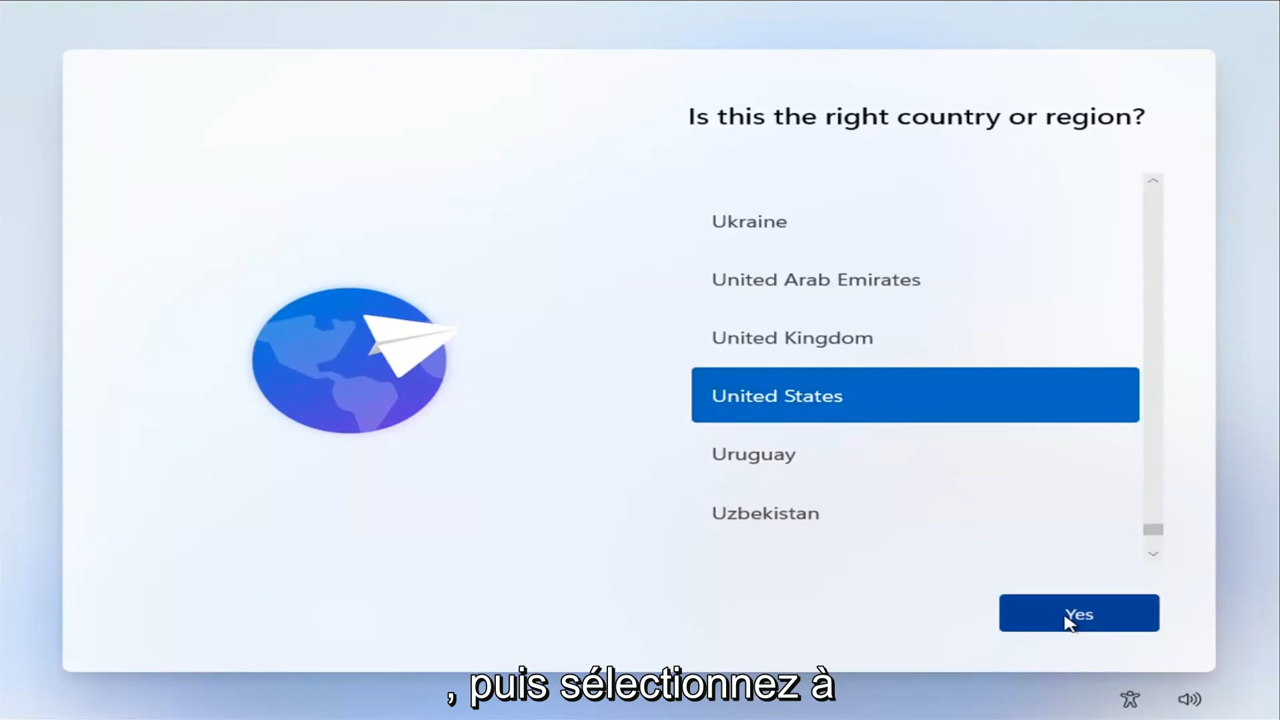 Is this the right country or region?
Ukraine
United Arab Emirates
United Kingdom
United States
Uruguay
Uzbekistan
Yes
, puis sélectionnez à